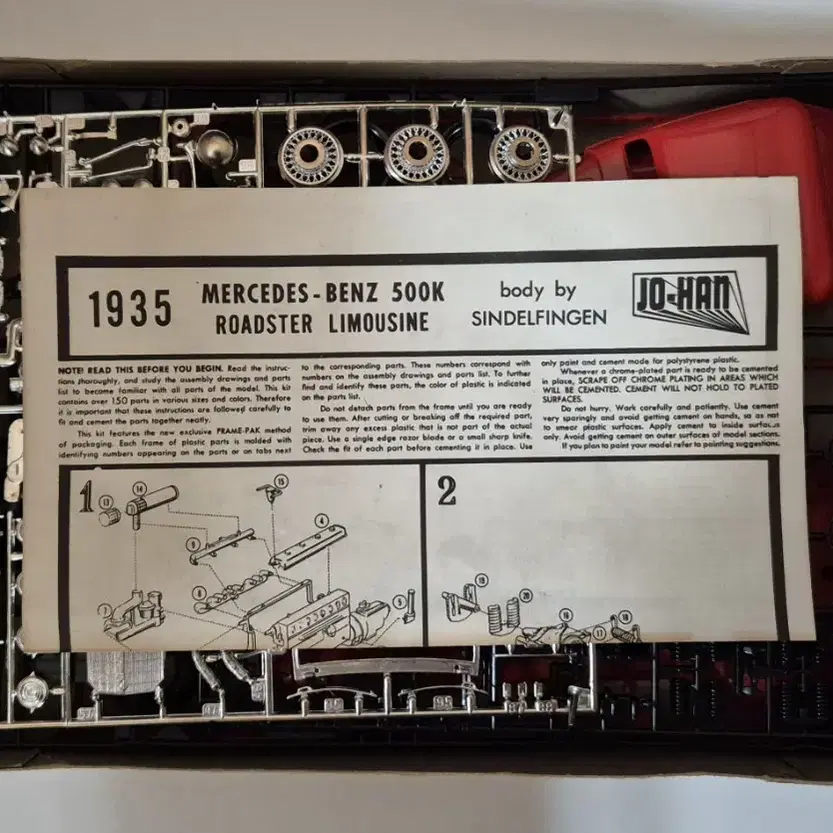 1935
MERCEDES-BENZ 500K
ROADSTER LIMOUSINE
body by
SINDELFINGEN
JO-HAN
NOTE! READ THIS BEFORE YOU BEGIN. Read the instruc-
tions thoroughly, and study the assembly drawings and parts
list to become familiar with all parts of the model. This kit
contains over 150 parts in various sizes and colors. Therefore
it is important that these instructions are followed carefully to
fit and cement the parts together neatly.
This kit features the new exclusive FRAME-PAK method
of packaging. Each frame of plastic parts is molded with
identifying numbers appearing on the parts or on tabs next
to the corresponding parts. These numbers correspond with
numbers on the assembly drawings and parts list. To further
find and identify these parts, the color of plastic is indicated
on the parts list.
Do not detach parts from the frame until you are ready
to use them. After cutting or breaking off the required part,
trim away any excess plastic that is not part of the actual
piece. Use a single edge razor blade or a small sharp knife.
Check the fit of each part before cementing it in place. Use
only paint and cement made for polystyrene plastic.
Whenever a chrome-plated part is ready to be cemented
in place, SCRAPE OFF CHROME PLATING IN AREAS WHICH
WILL BE CEMENTED. CEMENT WILL NOT HOLD TO PLATED
SURFACES.
Do not hurry. Work carefully and patiently. Use cement
very sparingly and avoid getting cement on hands, so as not
to smear plastic surfaces. Apply cement to inside surfaces
only. Avoid getting cement on outer surfaces of model sections.
If you plan to paint your model refer to painting suggestions.
1
13
14
15
4
9
8
7
5
2
19
20
16
17
18